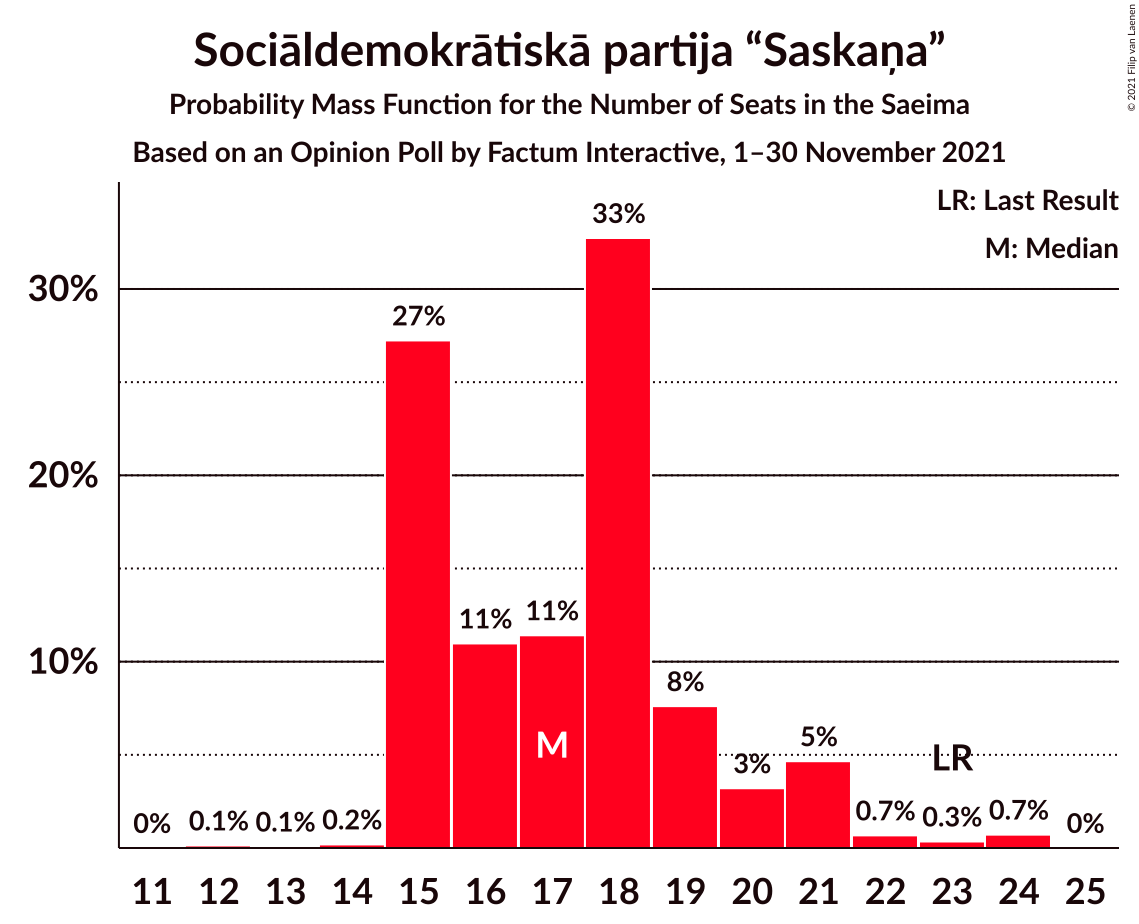 Sociāldemokrātiskā partija “Saskaņa”
Probability Mass Function for the Number of Seats in the Saeima
Based on an Opinion Poll by Factum Interactive, 1–30 November 2021
© 2021 Filip van Laenen
LR: Last Result
M: Median
33%
30%
27%
20%
11%
11%
10%
8%
M
5%
LR
3%
0%
0.1%
0.1%
0.2%
0.7%
0.3%
0.7%
0%
11 12 13 14 15 16 17 18 19 20 21 22 23 24 25